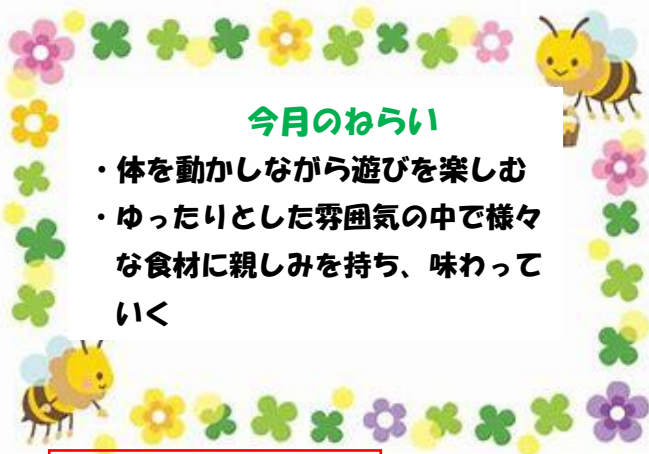 今月のねらい
・体を動かしながら遊びを楽しむ
・ゆったりとした雰囲気の中で様々
な食材に親しみを持ち、味わって
いく